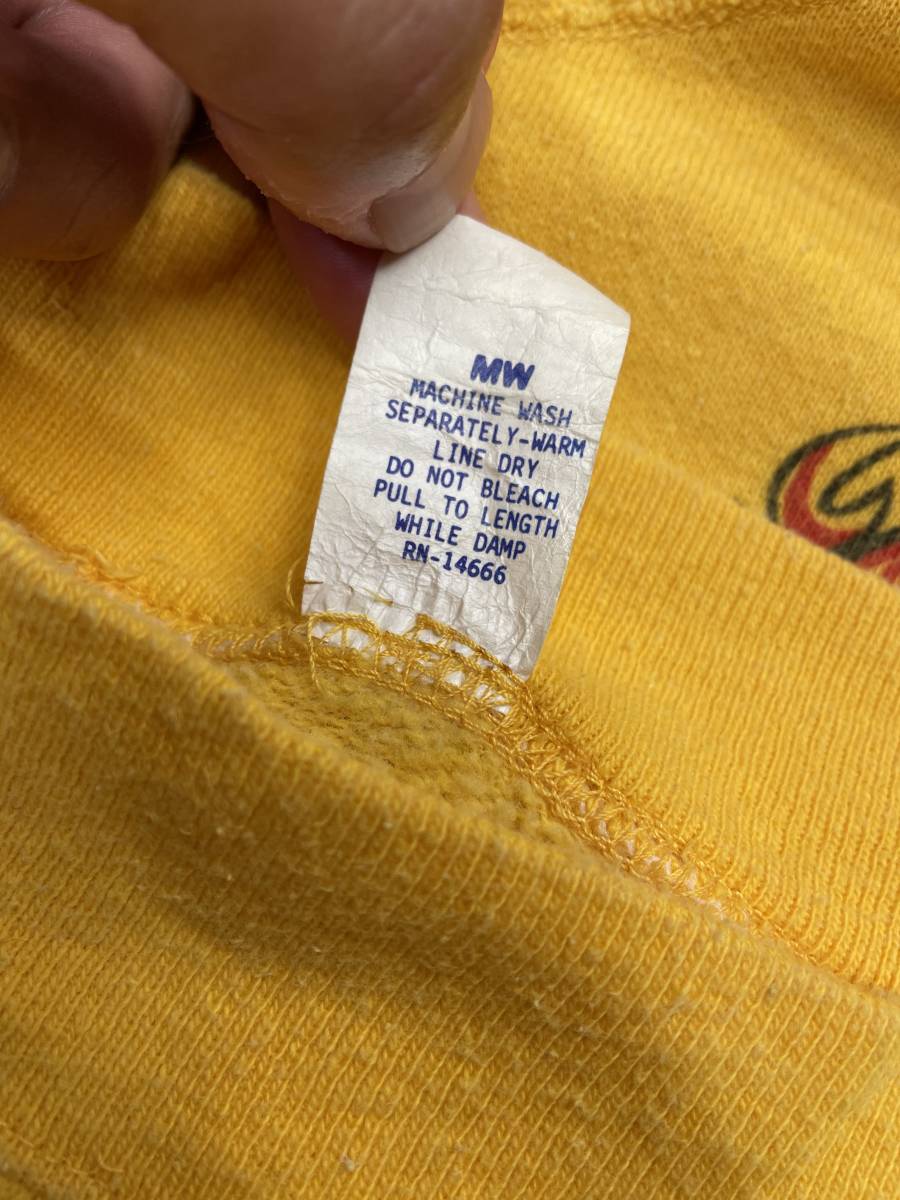 MW
MACHINE WASH
SEPARATELY-WARM
LINE DRY
DO NOT BLEACH
PULL TO LENGTH
WHILE DAMP
RN-14666